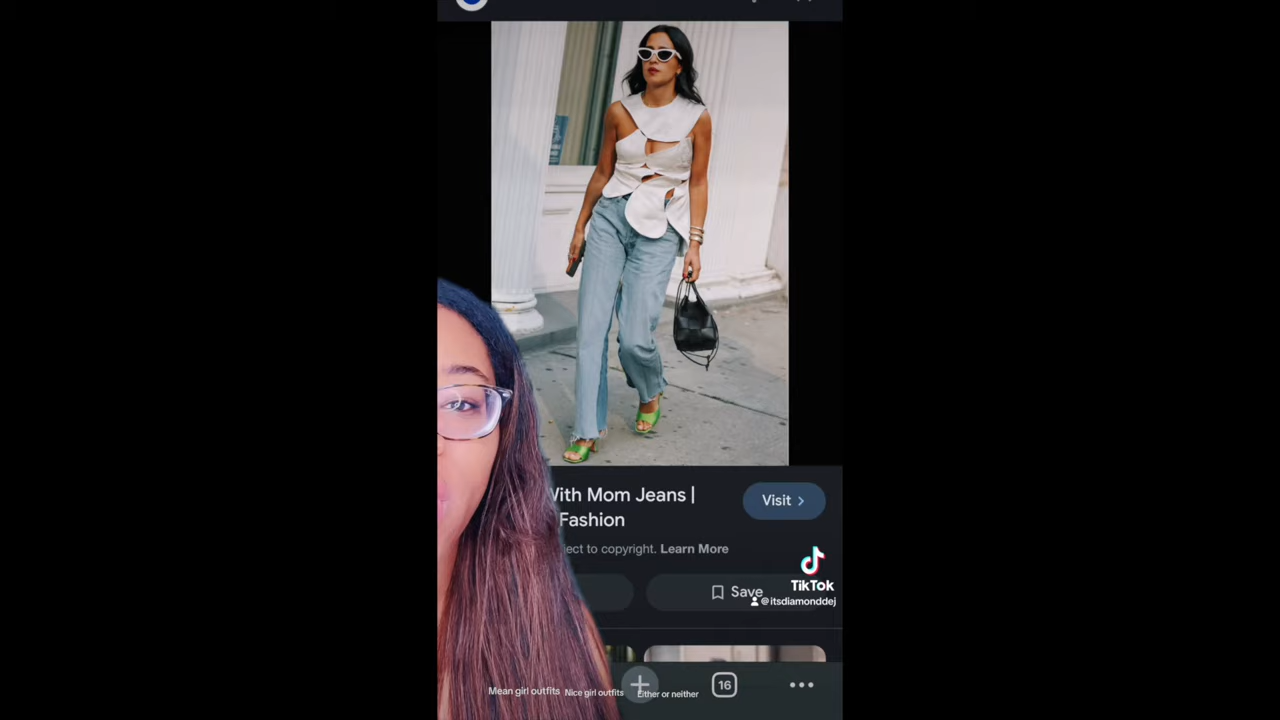 With Mom Jeans |
Fashion
ject to copyright. Learn More
Visit >
Save
TikTok
@itsdiamonddej
16
Mean girl outfits Nice girl outfits Either or neither